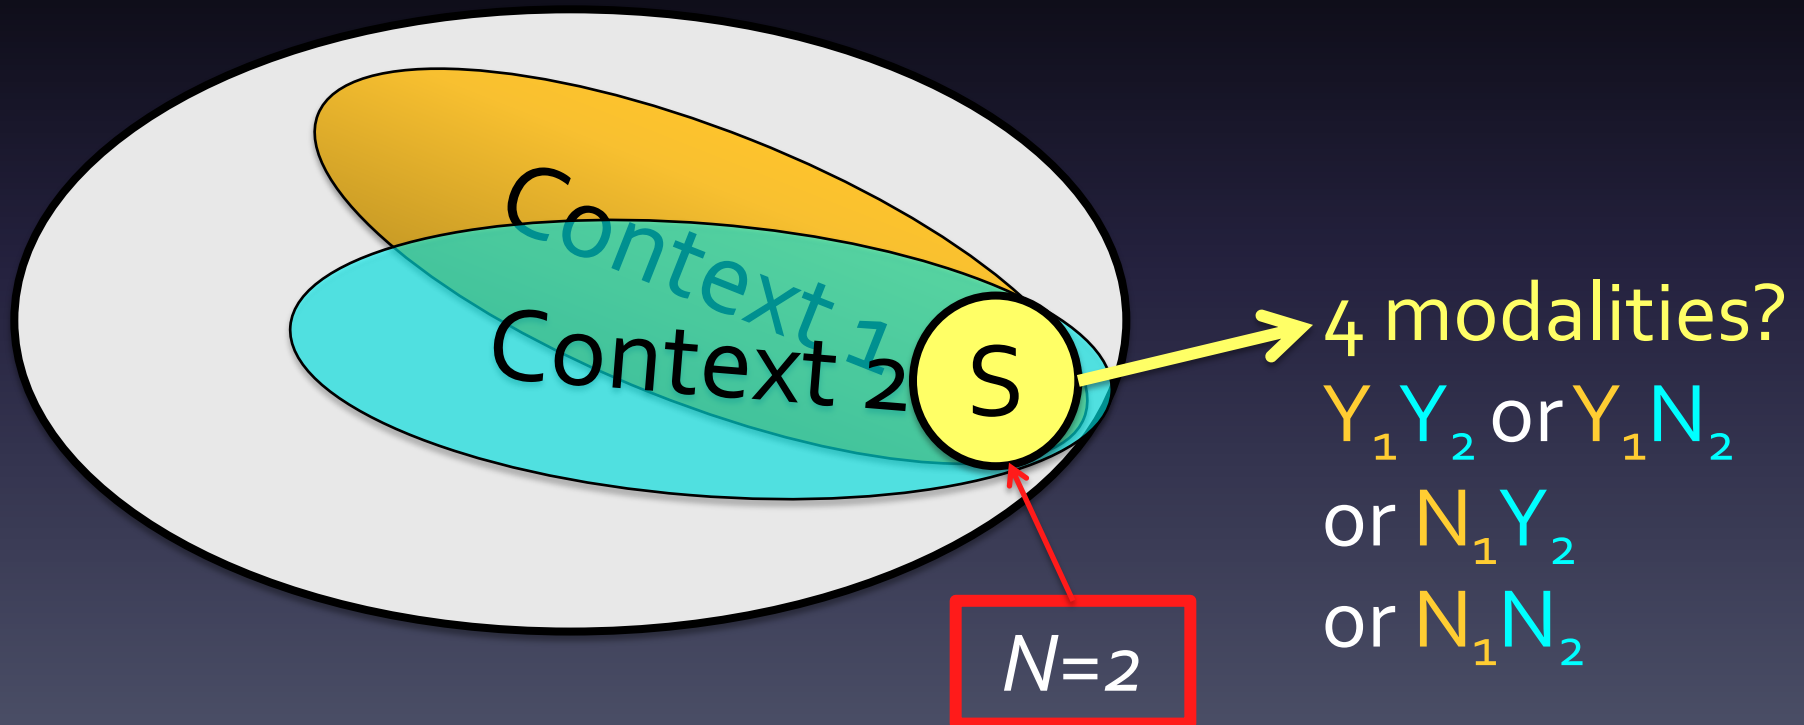 Context 1
Context 2
S
4 modalities?
Y₁Y₂ or Y₁N₂
or N₁Y₂
or N₁N₂
N=2